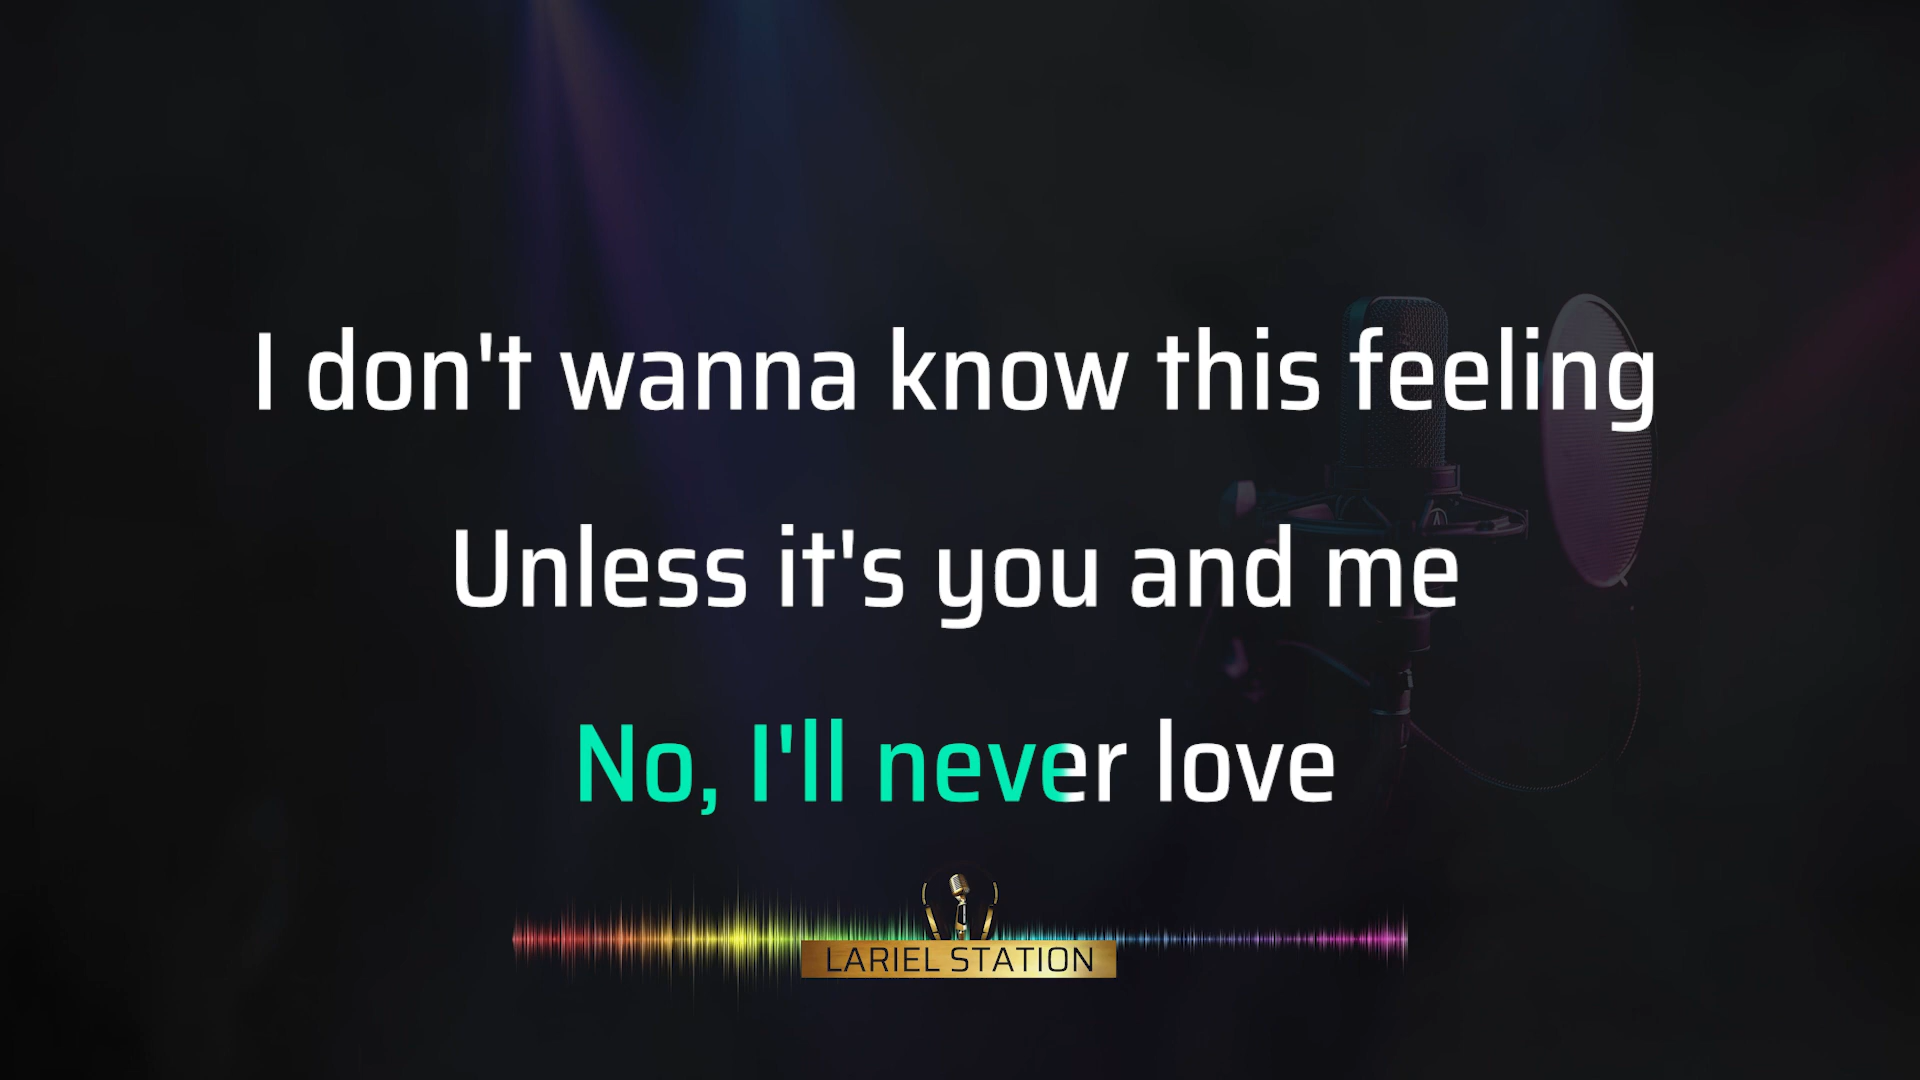 I don't wanna know this feeling
Unless it's you and me
No, I'll never love
LARIEL STATION